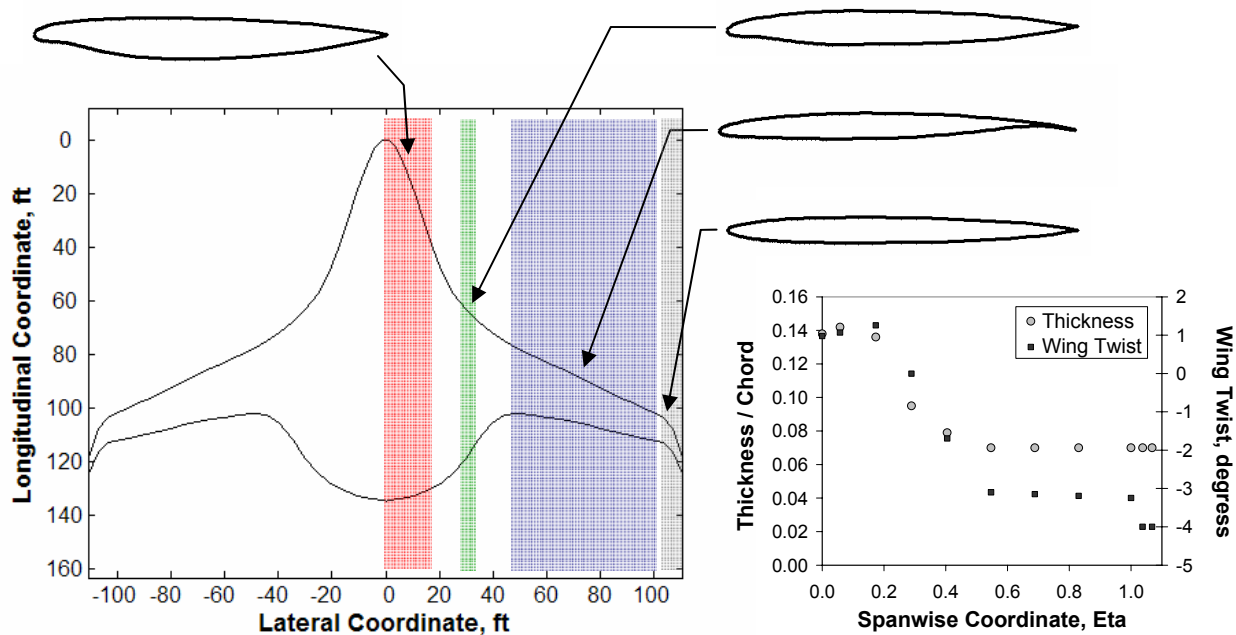 0
20
40
60
80
100
120
140
160
Longitudinal Coordinate, ft
-100 -80 -60 -40 -20 0 20 40 60 80 100
Lateral Coordinate, ft
0.16
0.14
0.12
0.10
0.08
0.06
0.04
0.02
0.00
Thickness / Chord
Thickness
Wing Twist
2
1
0
-1
-2
-3
-4
-5
Wing Twist, degress
0.0 0.2 0.4 0.6 0.8 1.0
Spanwise Coordinate, Eta